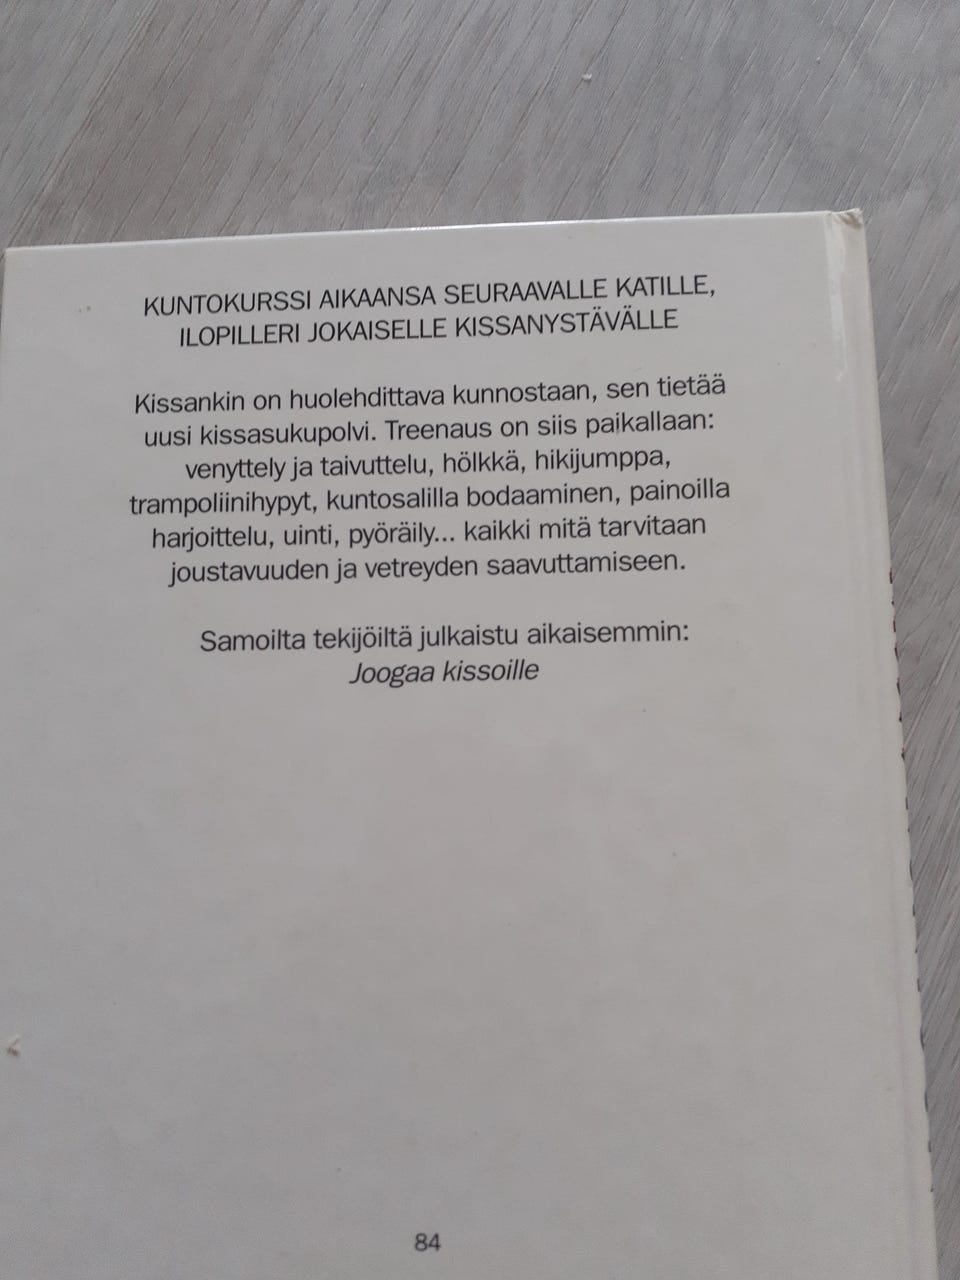 KUNTOKURSSI AIKAANSA SEURAAVALLE KATILLE,
ILOPILLERI JOKAISELLE KISSANYSTÄVÄLLE
Kissankin on huolehdittava kunnostaan, sen tietää
uusi kissasukupolvi. Treenaus on siis paikallaan:
venyttely ja taivuttelu, hölkkä, hikijumppa,
trampoliinihypyt, kuntosalilla bodaaminen, painoilla
harjoittelu, uinti, pyöräily... kaikki mitä tarvitaan
joustavuuden ja vetreyden saavuttamiseen.
Samoilta tekijöiltä julkaistu aikaisemmin:
Joogaa kissoille
84